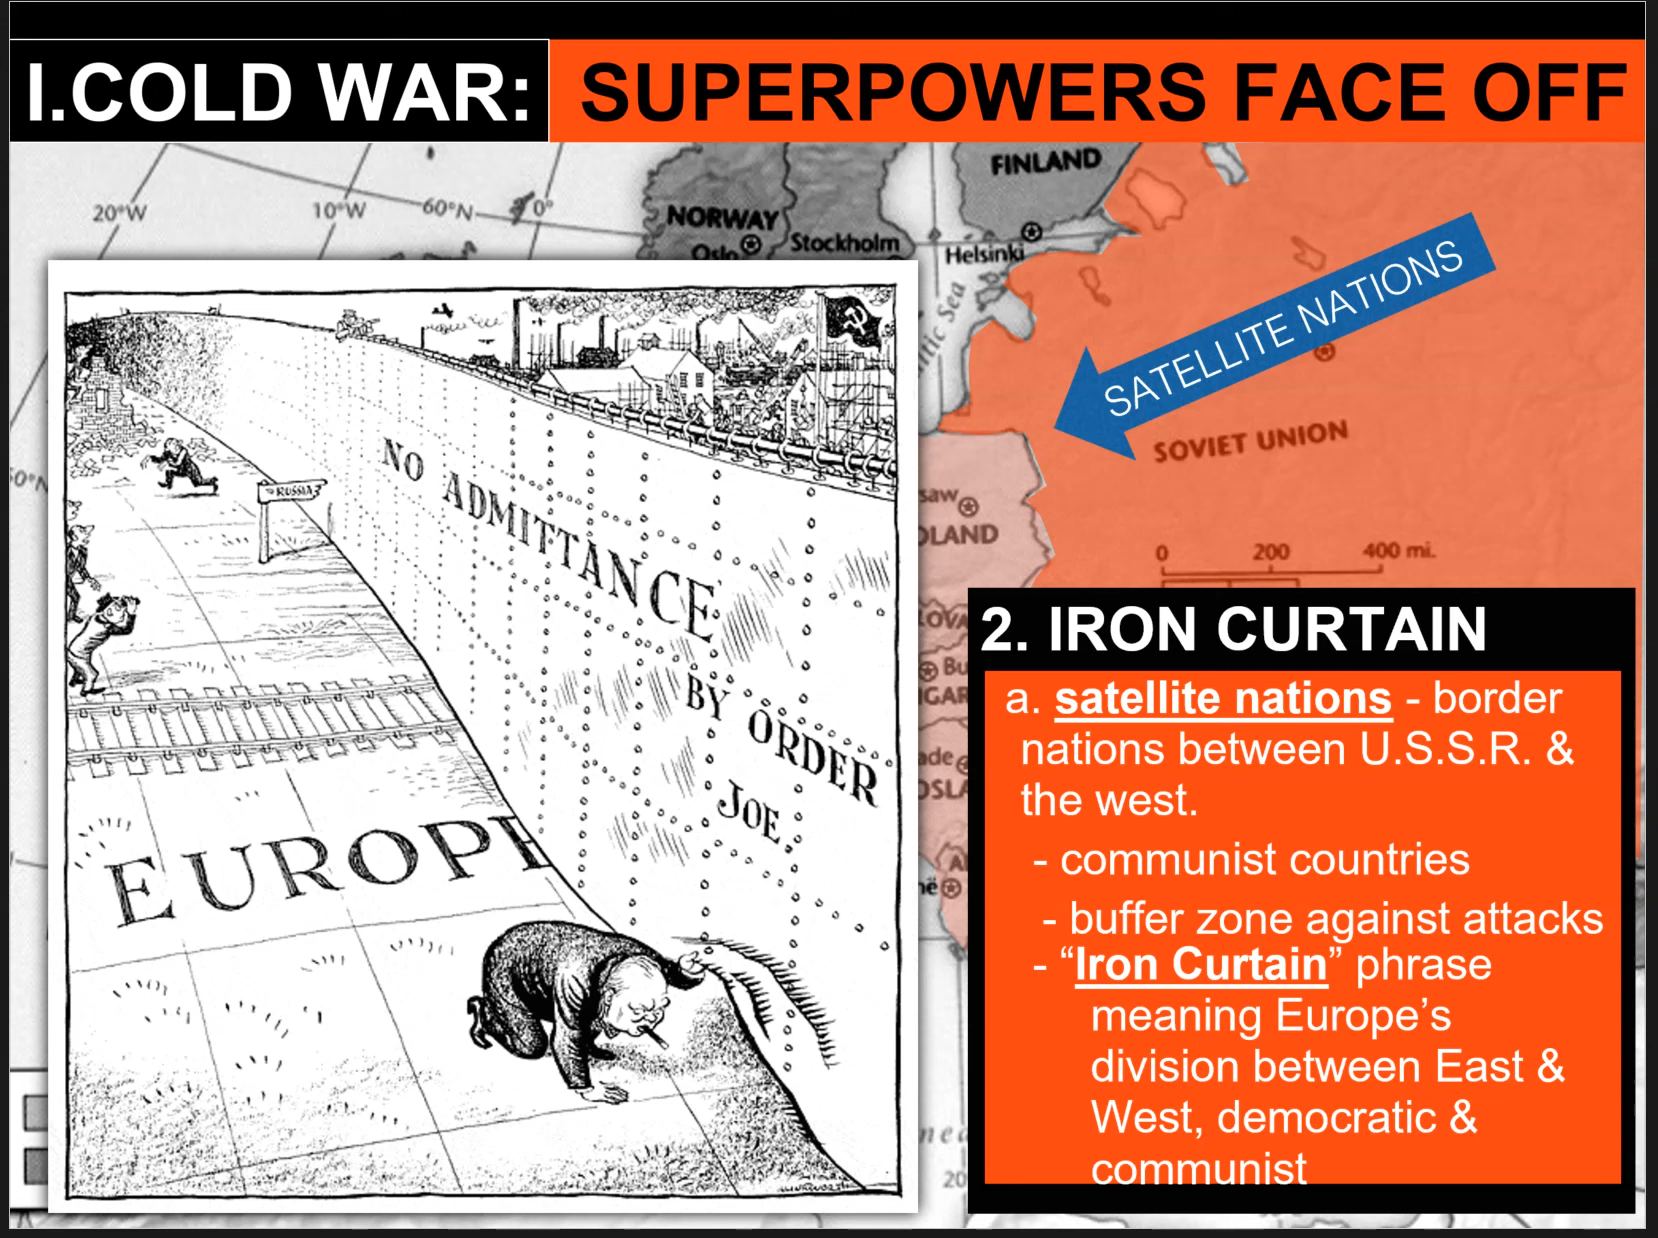 I.COLD WAR: SUPERPOWERS FACE OFF
20°W
10°W
60°N
0°
NORWAY
Oslo
Stockholm
FINLAND
Helsinki
Sea
SATELLITE NATIONS
SOVIET UNION
0 200 400 mi.
RUSSIA
NO ADMITTANCE
BY ORDER
JOE
EUROPE
2. IRON CURTAIN
a. satellite nations - border
nations between U.S.S.R. &
the west.
- communist countries
- buffer zone against attacks
- “Iron Curtain” phrase
meaning Europe’s
division between East &
West, democratic &
communist